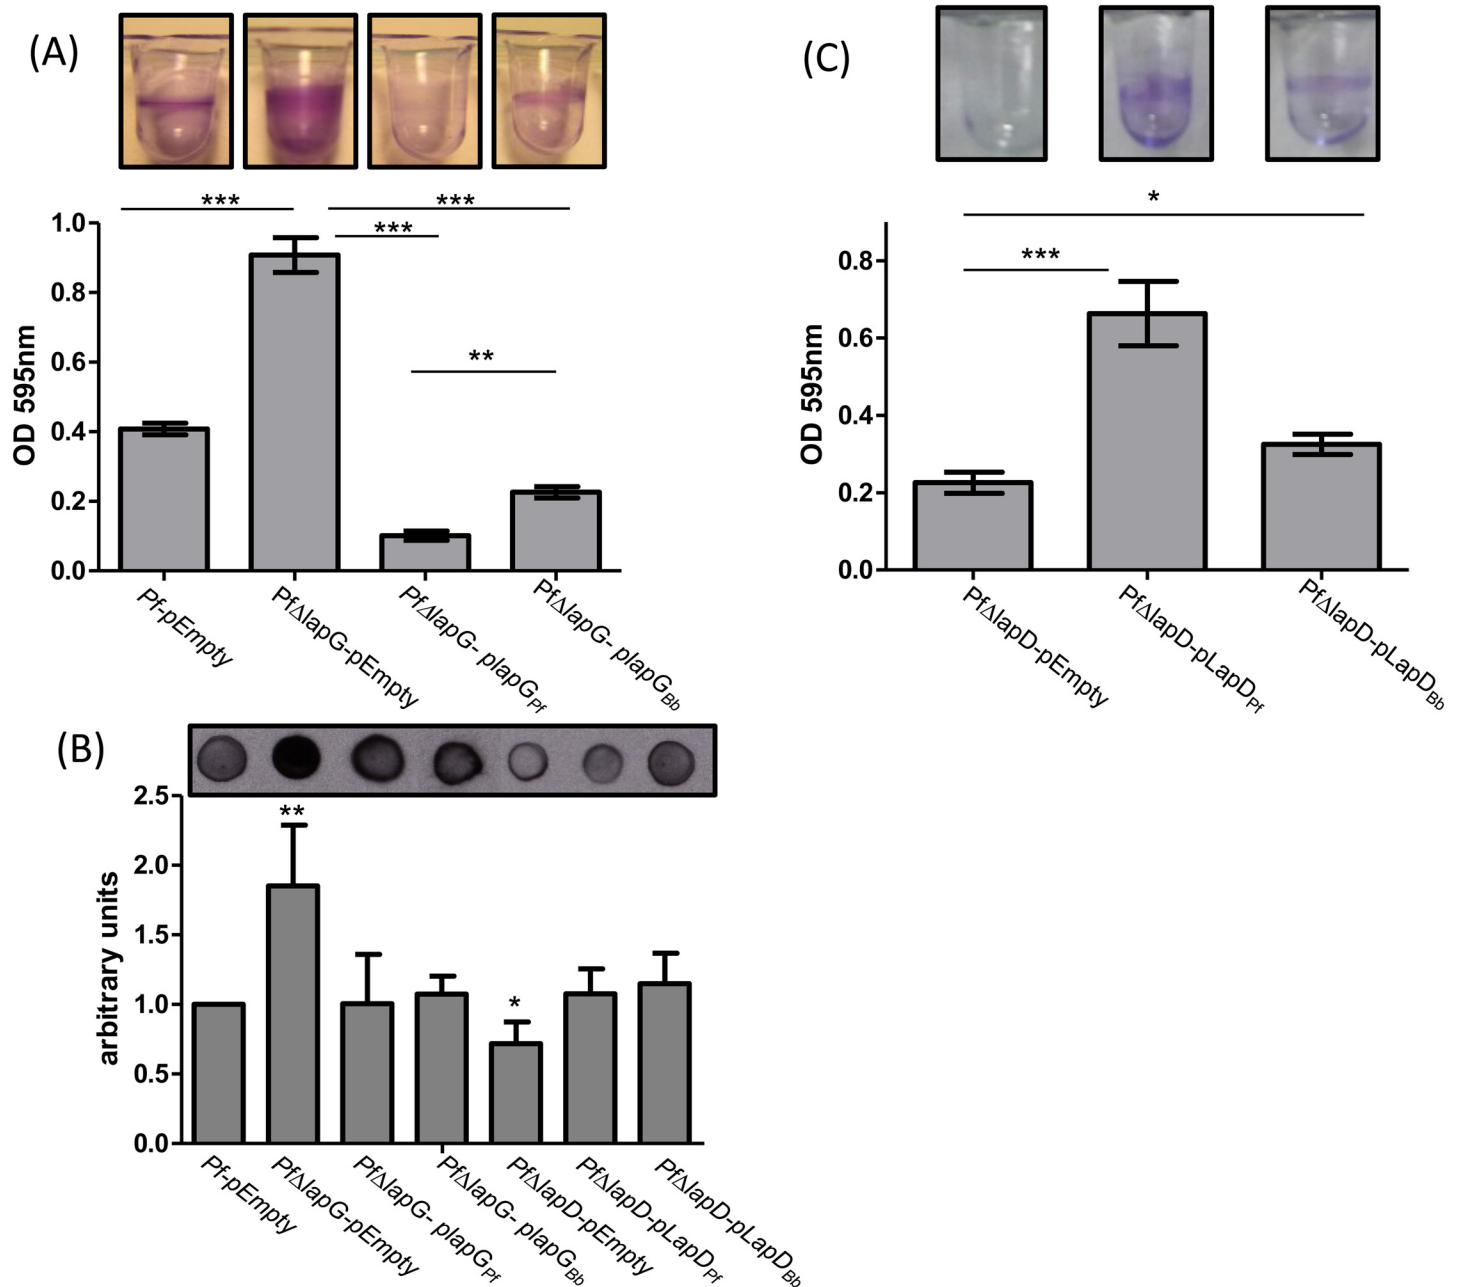 (A)
***
***
***
**
1.0
0.8
0.6
0.4
0.2
0.0
OD 595nm
Pf-pEmpty
PfΔlapG-pEmpty
PfΔlapG- plapGPf
PfΔlapG- plapGBb
(C)
*
***
0.8
0.6
0.4
0.2
0.0
OD 595nm
PfΔlapD-pEmpty
PfΔlapD-pLapDPf
PfΔlapD-pLapDBb
(B)
**
*
2.5
2.0
1.5
1.0
0.5
0.0
arbitrary units
Pf-pEmpty
PfΔlapG-pEmpty
PfΔlapG- plapGPf
PfΔlapG- plapGBb
PfΔlapD-pEmpty
PfΔlapD-pLapDPf
PfΔlapD-pLapDBb